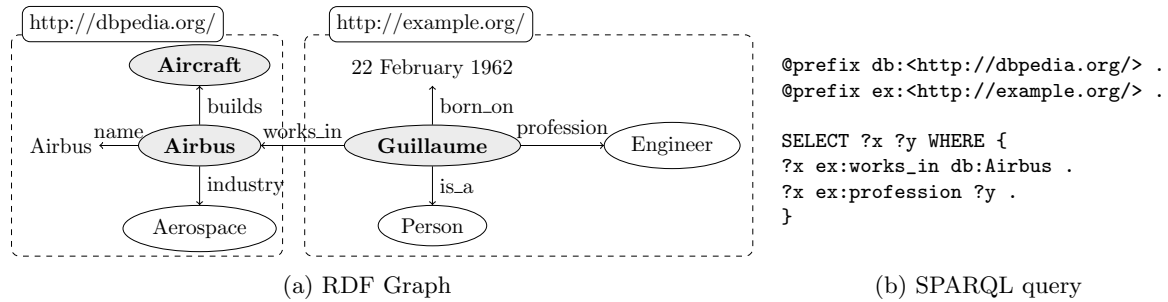 http://dbpedia.org/
http://example.org/
Aircraft
22 February 1962
builds
born_on
Airbus
name
Airbus
works_in
Guillaume
profession
Engineer
industry
is_a
Aerospace
Person
(a) RDF Graph
@prefix db:<http://dbpedia.org/> .
@prefix ex:<http://example.org/> .
SELECT ?x ?y WHERE {
?x ex:works_in db:Airbus .
?x ex:profession ?y .
}
(b) SPARQL query